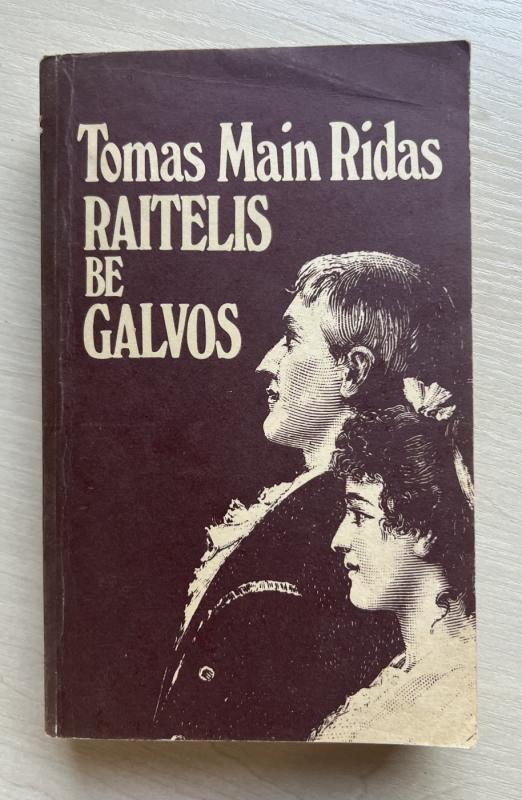 Tomas Main Ridas
RAITELIS
BE
GALVOS